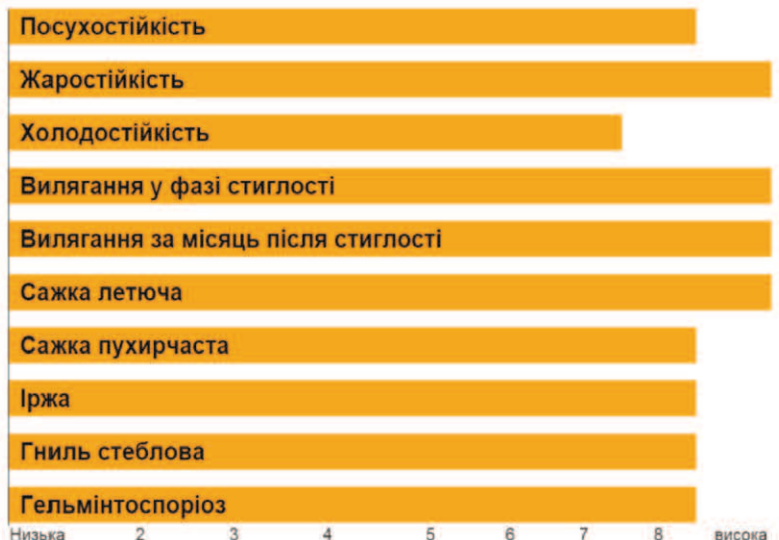 Посухостійкість
Жаростійкість
Холодостійкість
Вилягання у фазі стиглості
Вилягання за місяць після стиглості
Сажка летюча
Сажка пухирчаста
Іржа
Гниль стеблова
Гельмінтоспоріоз
Низька 2 3 4 5 6 7 8 висока